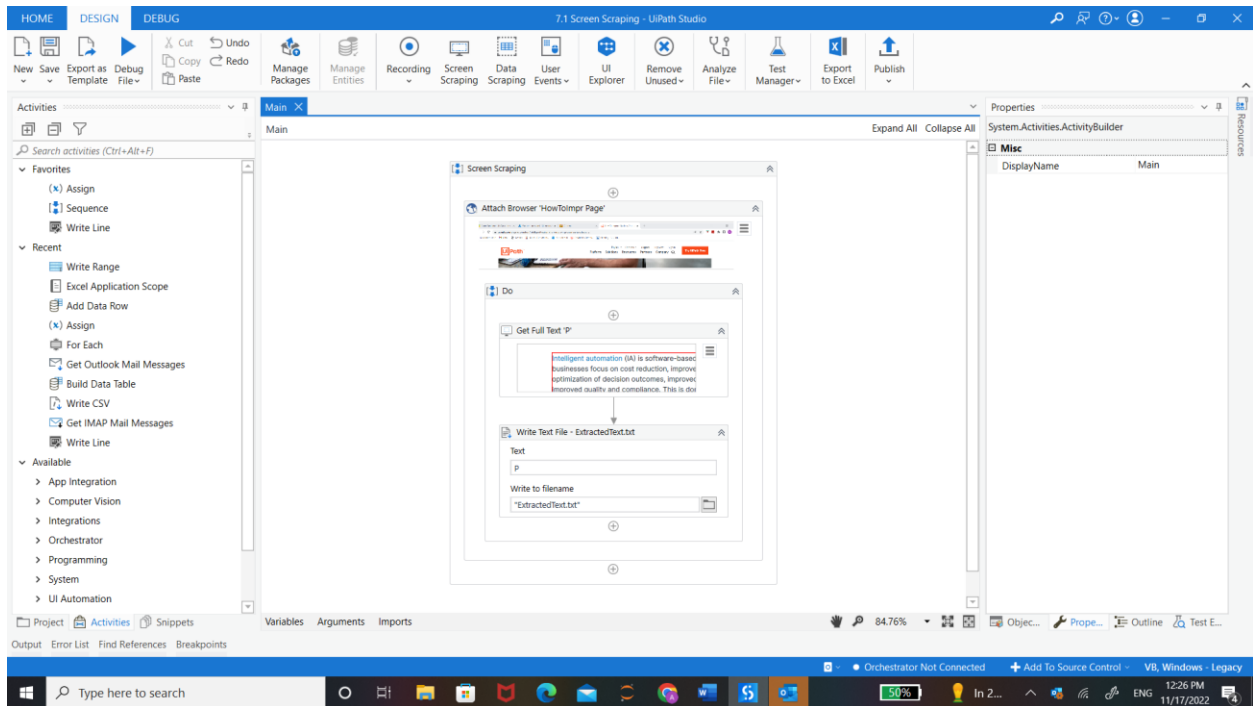 HOME DESIGN DEBUG 7.1 Screen Scraping - UiPath Studio
Cut Undo
Copy Redo
Paste
New Save Export as Template Debug File Manage Packages Manage Entities Recording Screen Scraping Data Scraping User Events UI Explorer Remove Unused Analyze File Test Manager Export to Excel Publish
Activities
Search activities (Ctrl+Alt+F)
Favorites
Assign
Sequence
Write Line
Recent
Write Range
Excel Application Scope
Add Data Row
Assign
For Each
Get Outlook Mail Messages
Build Data Table
Write CSV
Get IMAP Mail Messages
Write Line
Available
App Integration
Computer Vision
Integrations
Orchestrator
Programming
System
UI Automation
Project Activities Snippets
Output Error List Find References Breakpoints
Main
Main Expand All Collapse All
Screen Scraping
Attach Browser 'HowToImpr Page'
Do
Get Full Text 'P'
Intelligent automation (IA) is software-based
businesses focus on cost reduction, improve
optimization of decision outcomes, improved
improved quality and compliance. This is don
Write Text File - ExtractedText.txt
Text
P
Write to filename
"ExtractedText.txt"
Variables Arguments Imports 84.76%
Properties
System.Activities.ActivityBuilder
Misc
DisplayName Main
Resources
Objec... Prope... Outline Test E...
Orchestrator Not Connected Add To Source Control VB, Windows - Legacy
Type here to search 50% In 2... ENG 12:26 PM
11/17/2022 4